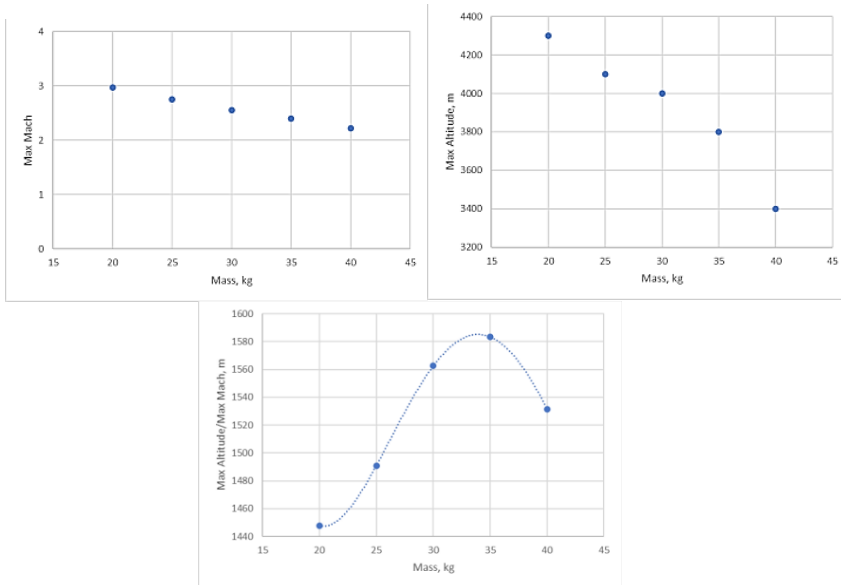 4
3
2
1
0
Max Mach
15 20 25 30 35 40 45
Mass, kg
4400
4200
4000
3800
3600
3400
3200
Max Altitude, m
15 20 25 30 35 40 45
Mass, kg
1600
1580
1560
1540
1520
1500
1480
1460
1440
Max Altitude/Max Mach, m
15 20 25 30 35 40 45
Mass, kg